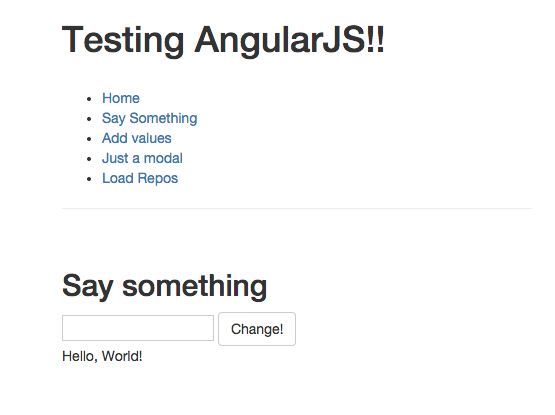 Testing AngularJS!!
Home
Say Something
Add values
Just a modal
Load Repos
Say something
Change!
Hello, World!